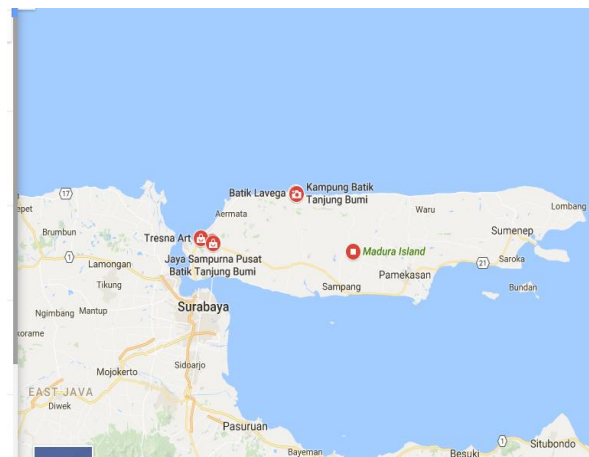 17
epet
Brumbun
1
Lamongan
Tikung
Ngimbang
Mantup
korame
Mojokerto
EAST JAVA
Diwek
Batik Lavega
Kampung Batik
Tanjung Bumi
Aermata
Tresna Art
Jaya Sampurna Pusat
Batik Tanjung Bumi
Madura Island
Waru
Lombang
Sumenep
Saroka
21
Pamekasan
Sampang
Bundan
Surabaya
Sidoarjo
Pasuruan
Bayeman
1
Besuki
Situbondo